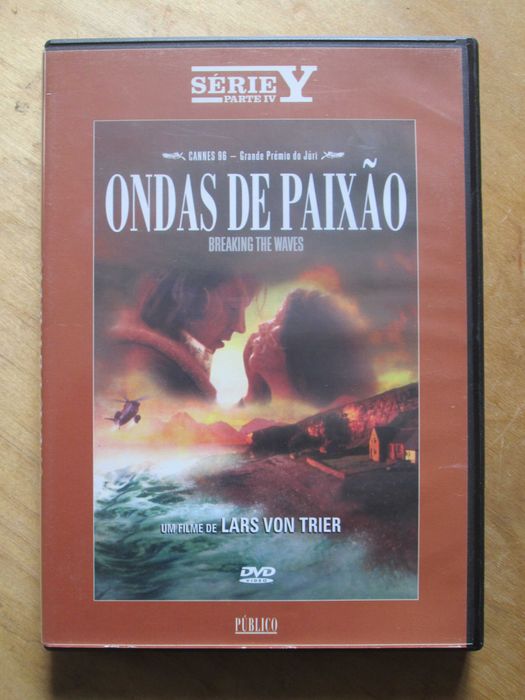 SÉRIE Y
PARTE IV
CANNES 96 – Grande Prémio do Júri
ONDAS DE PAIXÃO
BREAKING THE WAVES
UM FILME DE LARS VON TRIER
DVD
VIDEO
PÚBLICO